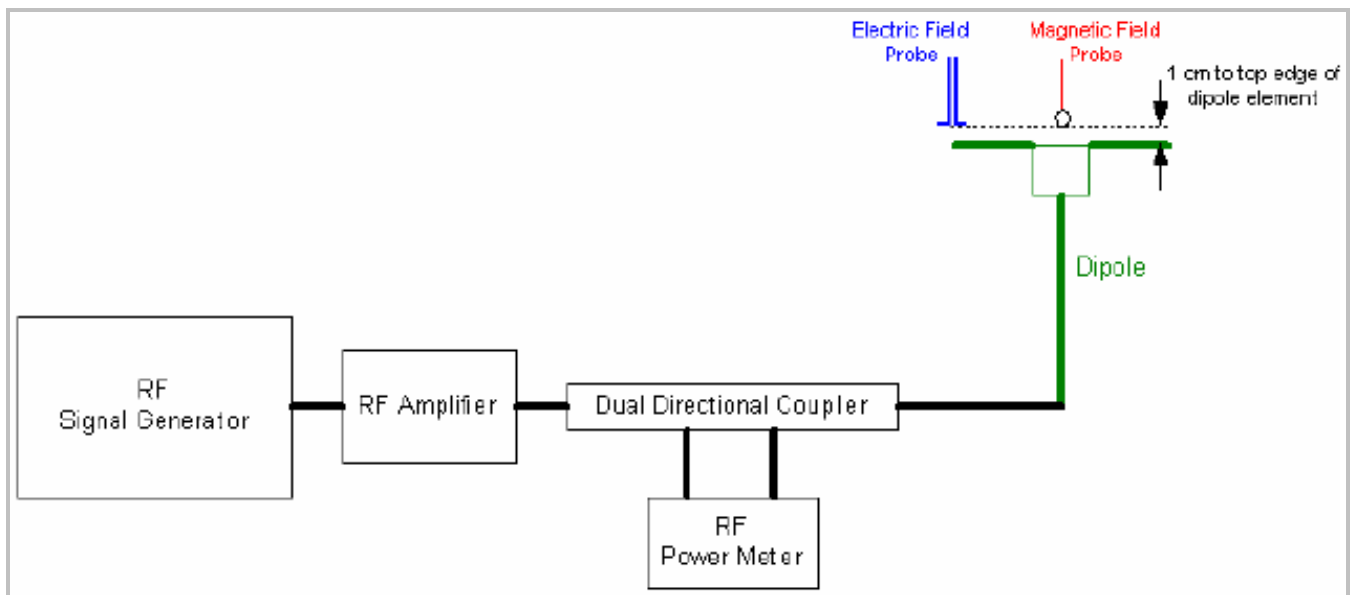 Electric Field
Probe
Magnetic Field
Probe
1 cm to top edge of
dipole element
Dipole
RF
Signal Generator
RF Amplifier
Dual Directional Coupler
RF
Power Meter